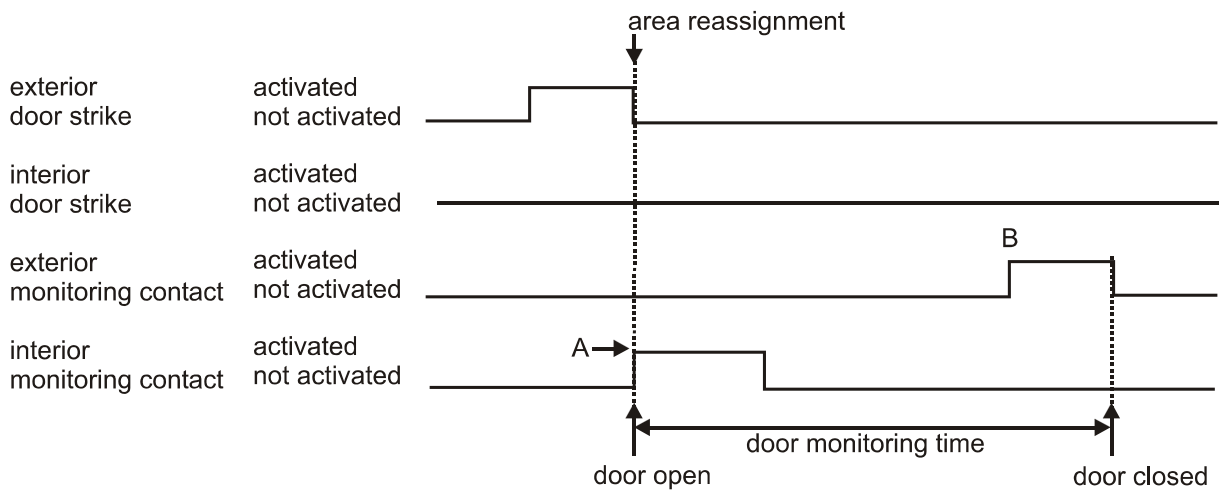 area reassignment
exterior activated
door strike not activated
interior activated
door strike not activated
exterior activated B
monitoring contact not activated
interior activated A
monitoring contact not activated
door monitoring time
door open door closed